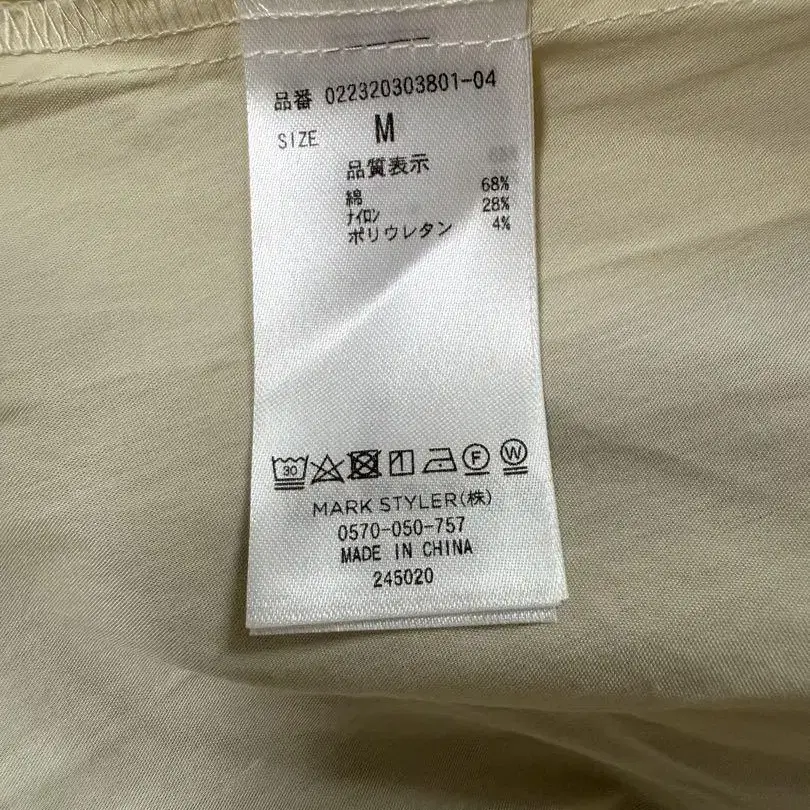 品番 022320303801-04
SIZE M
品質表示
綿 68%
ナイロン 28%
ポリウレタン 4%
30 F W
MARK STYLER(株)
0570-050-757
MADE IN CHINA
245020